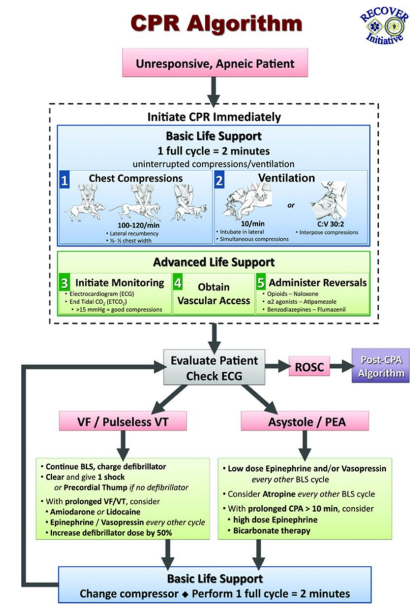 CPR Algorithm
RECOVER
Initiative
Unresponsive, Apneic Patient
Initiate CPR Immediately
Basic Life Support
1 full cycle = 2 minutes
uninterrupted compressions/ventilation
1 Chest Compressions
100-120/min
• Lateral recumbency
• ⅓- ½ chest width
2 Ventilation
10/min
• Intubate in lateral
• Simultaneous compressions
or
C:V 30:2
• Interpose compressions
Advanced Life Support
3 Initiate Monitoring
• Electrocardiogram (ECG)
• End Tidal CO₂ (ETCO₂)
• >15 mmHg = good compressions
4 Obtain
Vascular Access
5 Administer Reversals
• Opioids – Naloxone
• α2 agonists – Atipamezole
• Benzodiazepines – Flumazenil
Evaluate Patient
Check ECG
ROSC
Post-CPA
Algorithm
VF / Pulseless VT
• Continue BLS, charge defibrillator
• Clear and give 1 shock
or Precordial Thump if no defibrillator
• With prolonged VF/VT, consider
• Amiodarone or Lidocaine
• Epinephrine / Vasopressin every other cycle
• Increase defibrillator dose by 50%
Asystole / PEA
• Low dose Epinephrine and/or Vasopressin
every other BLS cycle
• Consider Atropine every other BLS cycle
• With prolonged CPA > 10 min, consider
• high dose Epinephrine
• Bicarbonate therapy
Basic Life Support
Change compressor ◆ Perform 1 full cycle = 2 minutes